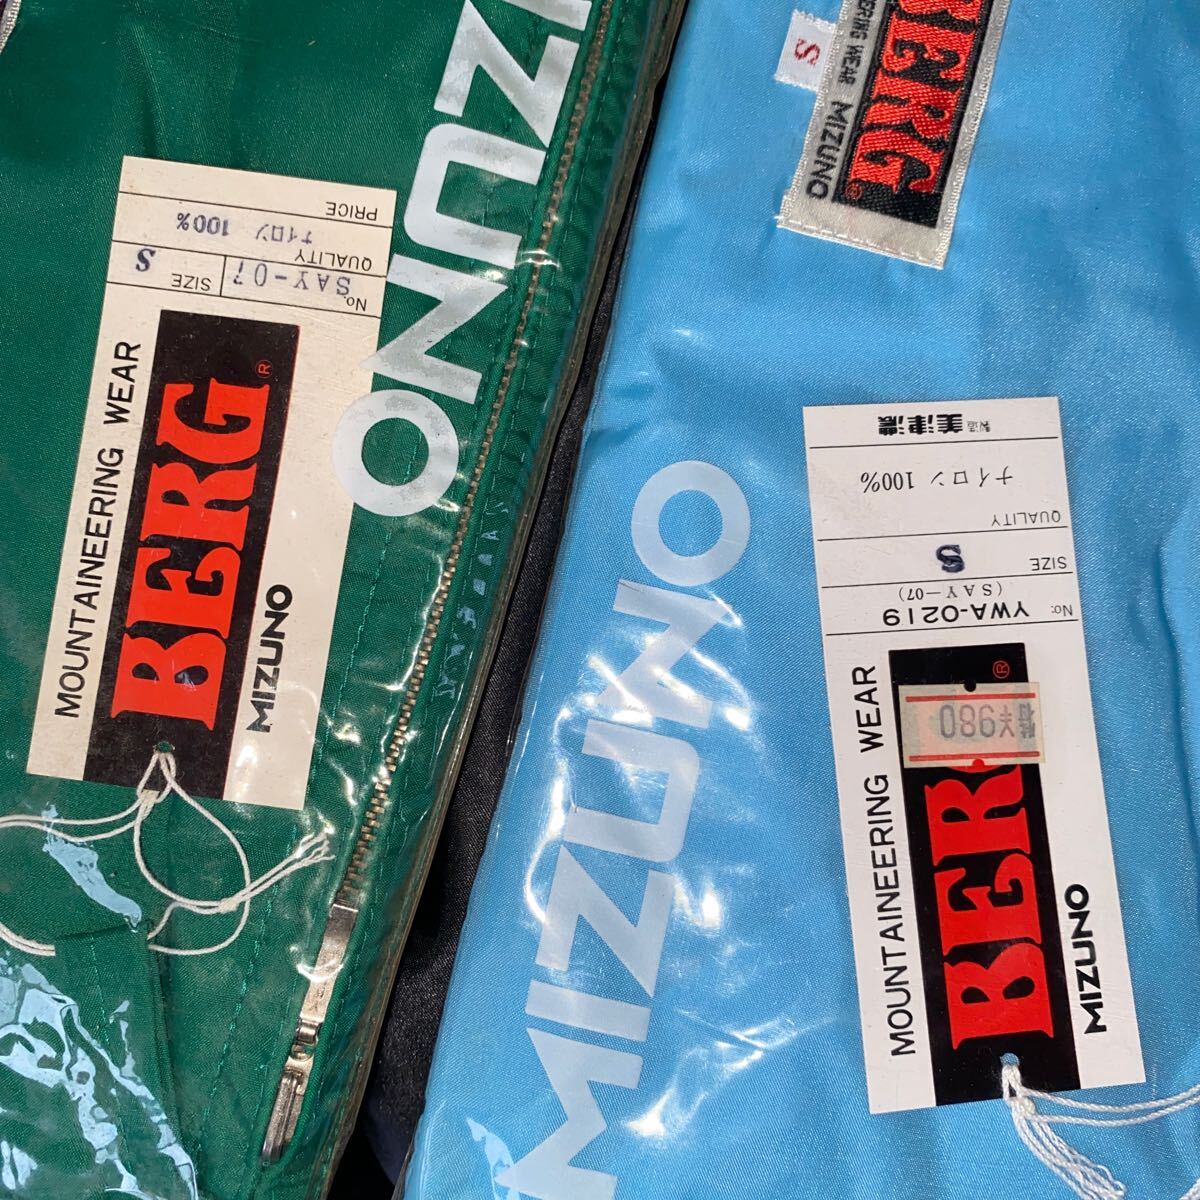 MIZUNO
PRICE
ナイロン 100%
QUALITY
SAY-07
No.
S
SIZE
MOUNTAINEERING WEAR
BERG®
MIZUNO
S
BERG®
MIZUNO
MIZUNO
製造 美津濃
ナイロン 100%
QUALITY
S
SIZE
(SAY-07)
No. YWA-0219
MOUNTAINEERING WEAR
BERG®
¥980
MIZUNO